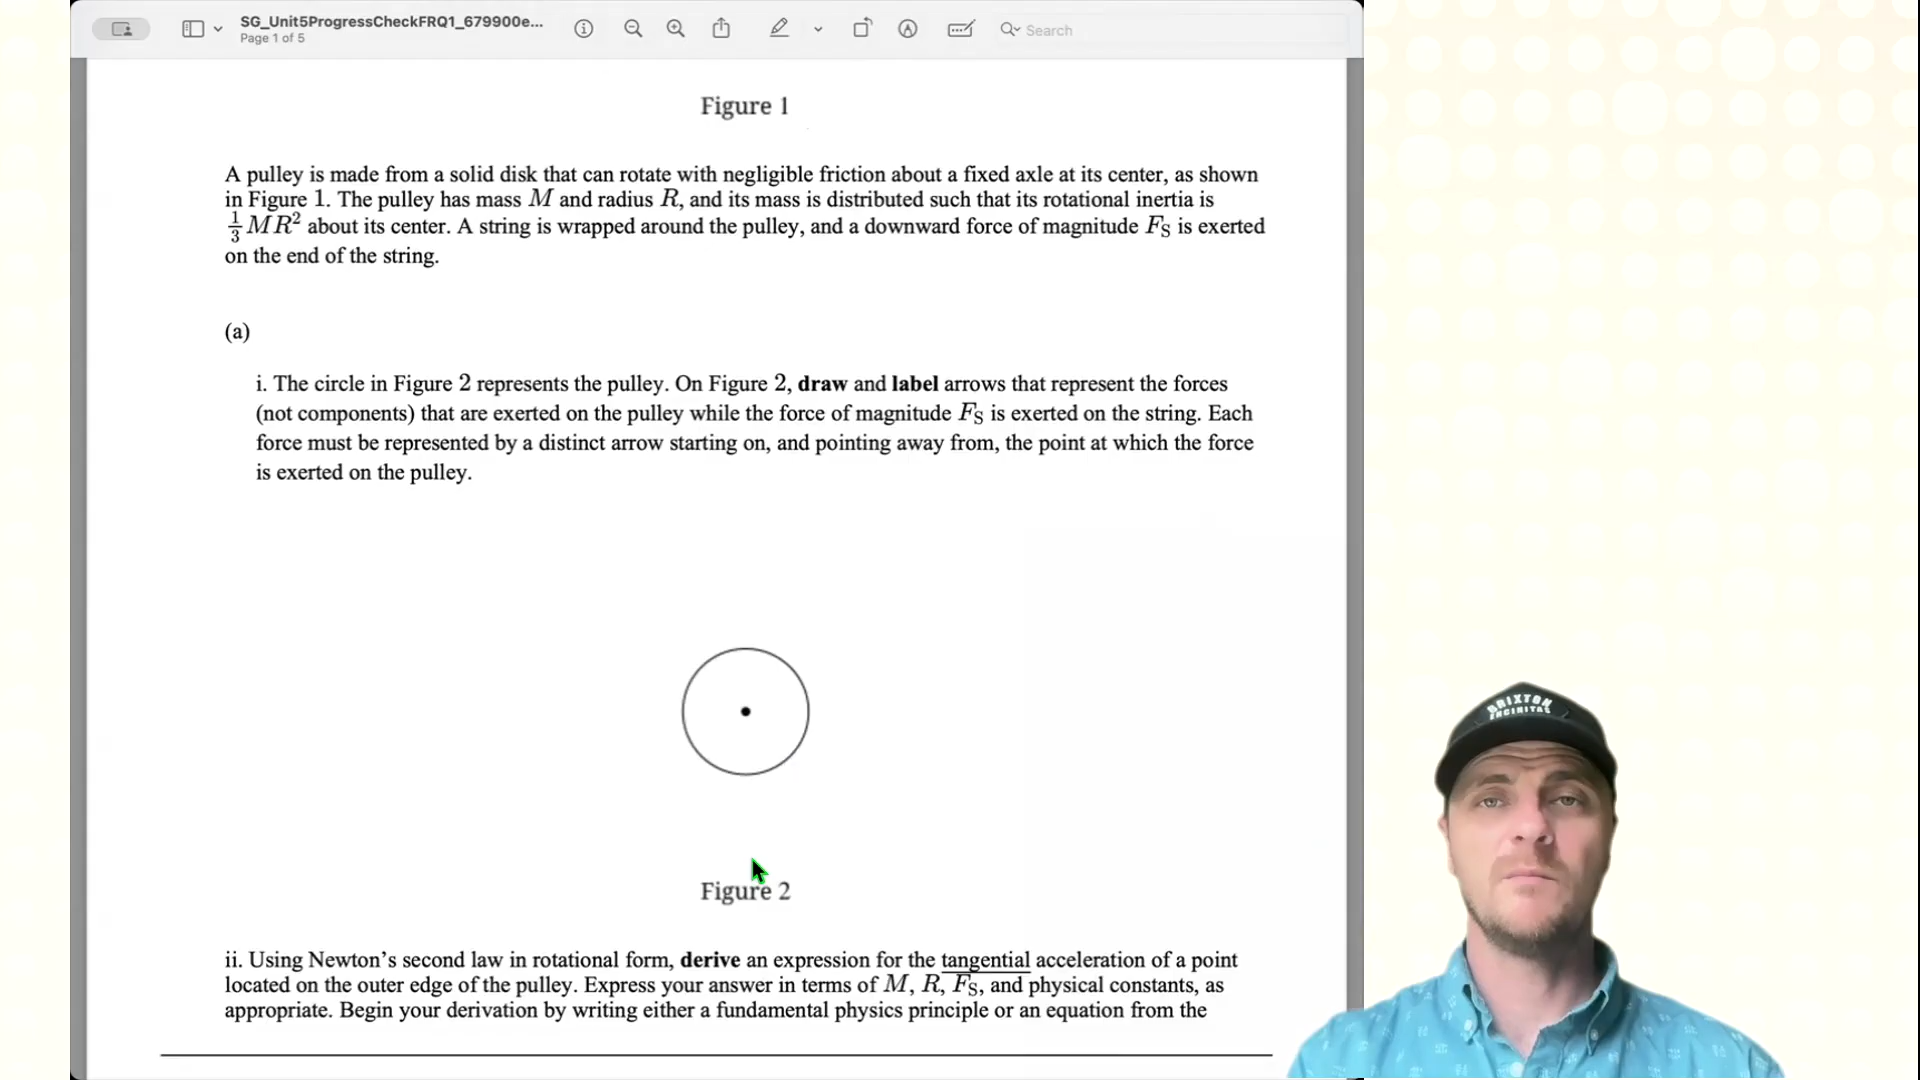 SG_Unit5ProgressCheckFRQ1_679900e...
Page 1 of 5
Search
Figure 1
A pulley is made from a solid disk that can rotate with negligible friction about a fixed axle at its center, as shown
in Figure 1. The pulley has mass M and radius R, and its mass is distributed such that its rotational inertia is
1/3 MR² about its center. A string is wrapped around the pulley, and a downward force of magnitude F_S is exerted
on the end of the string.
(a)
i. The circle in Figure 2 represents the pulley. On Figure 2, draw and label arrows that represent the forces
(not components) that are exerted on the pulley while the force of magnitude F_S is exerted on the string. Each
force must be represented by a distinct arrow starting on, and pointing away from, the point at which the force
is exerted on the pulley.
Figure 2
ii. Using Newton's second law in rotational form, derive an expression for the tangential acceleration of a point
located on the outer edge of the pulley. Express your answer in terms of M, R, F_S, and physical constants, as
appropriate. Begin your derivation by writing either a fundamental physics principle or an equation from the
BRIXTON
ENCINITAS